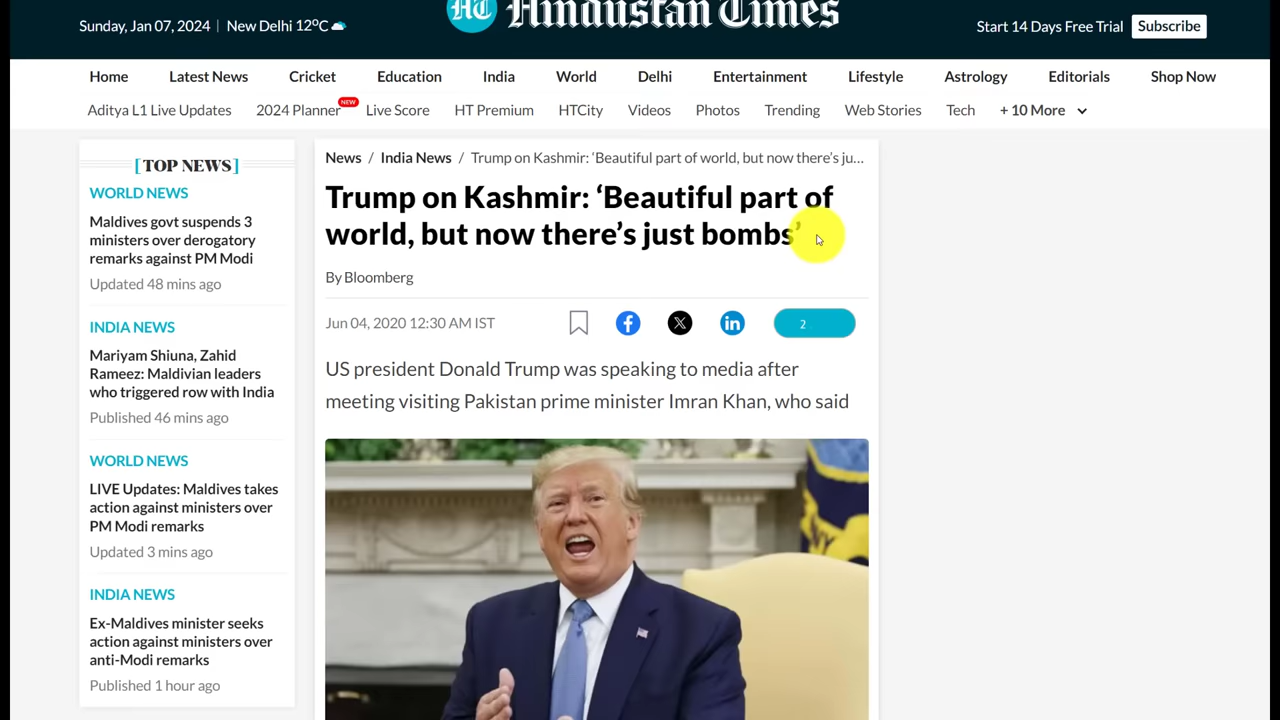 Hindustan Times
Sunday, Jan 07, 2024 | New Delhi 12°C
Start 14 Days Free Trial
Subscribe
Home Latest News Cricket Education India World Delhi Entertainment Lifestyle Astrology Editorials Shop Now
Aditya L1 Live Updates 2024 Planner NEW Live Score HT Premium HTCity Videos Photos Trending Web Stories Tech + 10 More
[TOP NEWS]
WORLD NEWS
Maldives govt suspends 3
ministers over derogatory
remarks against PM Modi
Updated 48 mins ago
INDIA NEWS
Mariyam Shiuna, Zahid
Rameez: Maldivian leaders
who triggered row with India
Published 46 mins ago
WORLD NEWS
LIVE Updates: Maldives takes
action against ministers over
PM Modi remarks
Updated 3 mins ago
INDIA NEWS
Ex-Maldives minister seeks
action against ministers over
anti-Modi remarks
Published 1 hour ago
News / India News / Trump on Kashmir: ‘Beautiful part of world, but now there’s ju...
Trump on Kashmir: ‘Beautiful part of
world, but now there’s just bombs’
By Bloomberg
Jun 04, 2020 12:30 AM IST
2
US president Donald Trump was speaking to media after
meeting visiting Pakistan prime minister Imran Khan, who said